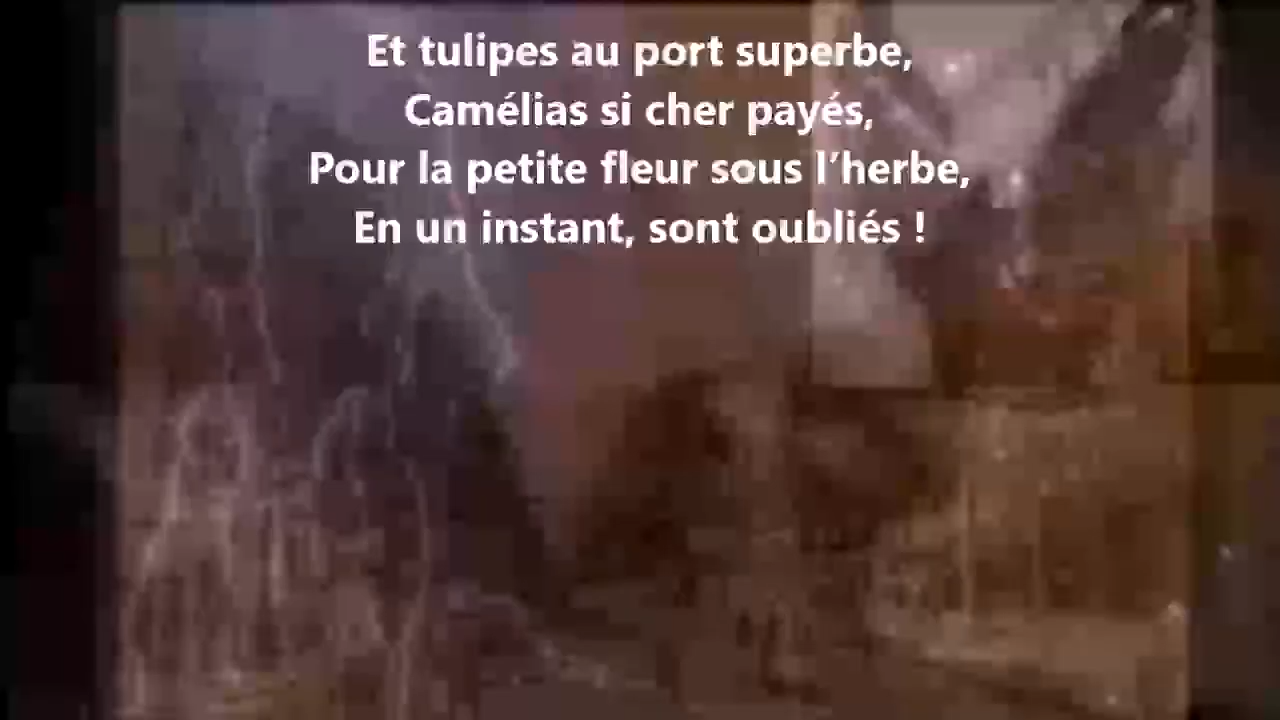 Et tulipes au port superbe,
Camélias si cher payés,
Pour la petite fleur sous l’herbe,
En un instant, sont oubliés !